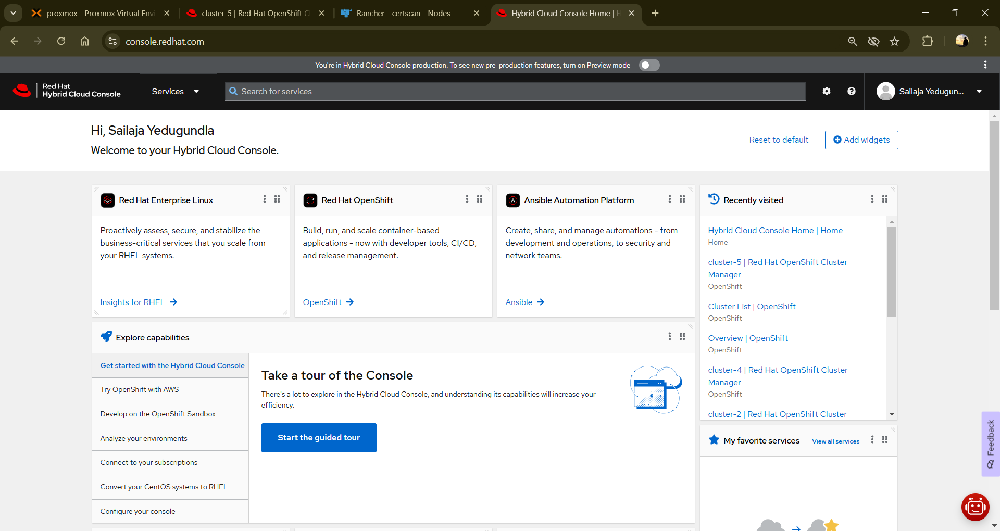 proxmox - Proxmox Virtual Envi
cluster-5 | Red Hat OpenShift C
Rancher - certscan - Nodes
Hybrid Cloud Console Home | H
console.redhat.com
You're in Hybrid Cloud Console production. To see new pre-production features, turn on Preview mode
Red Hat
Hybrid Cloud Console
Services
Search for services
Sailaja Yedugun...
Hi, Sailaja Yedugundla
Welcome to your Hybrid Cloud Console.
Reset to default
Add widgets
Red Hat Enterprise Linux
Proactively assess, secure, and stabilize the
business-critical services that you scale from
your RHEL systems.
Insights for RHEL
Red Hat OpenShift
Build, run, and scale container-based
applications - now with developer tools, CI/CD,
and release management.
OpenShift
Ansible Automation Platform
Create, share, and manage automations - from
development and operations, to security and
network teams.
Ansible
Recently visited
Hybrid Cloud Console Home | Home
Home
cluster-5 | Red Hat OpenShift Cluster
Manager
OpenShift
Cluster List | OpenShift
OpenShift
Overview | OpenShift
OpenShift
cluster-4 | Red Hat OpenShift Cluster
Manager
OpenShift
cluster-2 | Red Hat OpenShift Cluster
Explore capabilities
Get started with the Hybrid Cloud Console
Try OpenShift with AWS
Develop on the OpenShift Sandbox
Analyze your environments
Connect to your subscriptions
Convert your CentOS systems to RHEL
Configure your console
Take a tour of the Console
There's a lot to explore in the Hybrid Cloud Console, and understanding its capabilities will increase your
efficiency.
Start the guided tour
My favorite services
View all services
Feedback